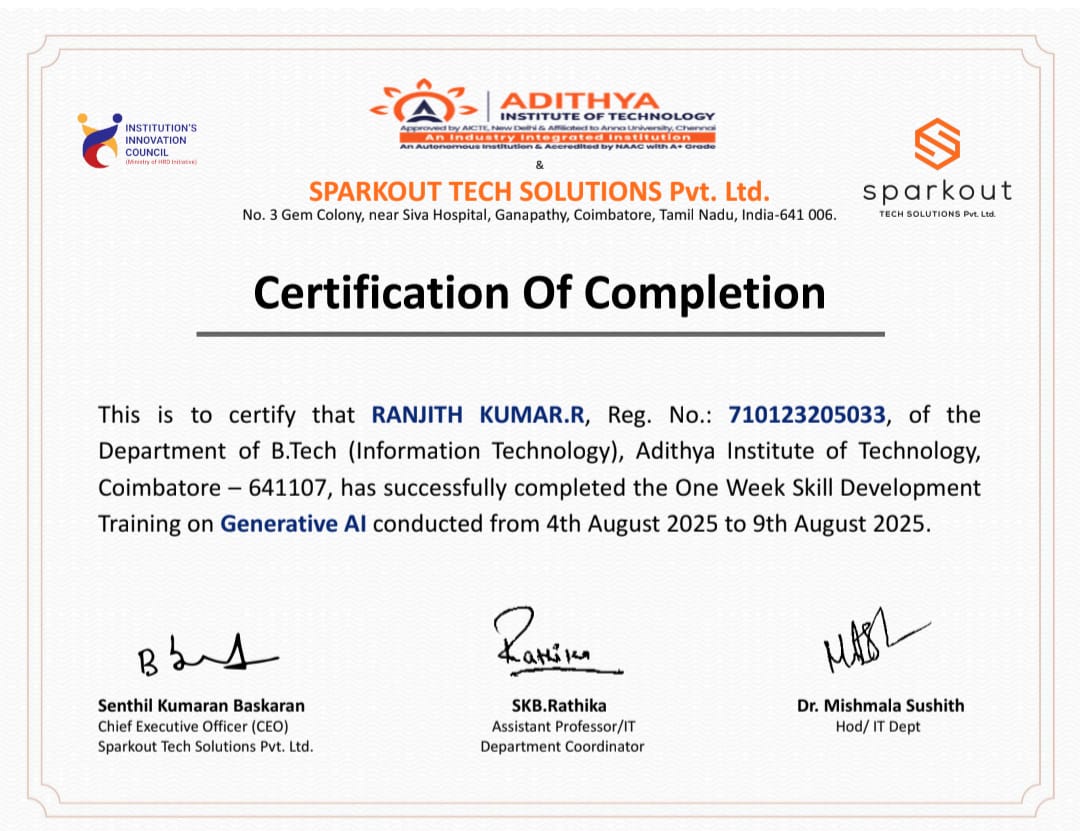 INSTITUTION'S
INNOVATION
COUNCIL
(Ministry of HRD Initiative)
ADITHYA
INSTITUTE OF TECHNOLOGY
Approved by AICTE, New Delhi & Affiliated to Anna University, Chennai
An Industry Integrated Institution
An Autonomous Institution & Accredited by NAAC with A+ Grade
&
SPARKOUT TECH SOLUTIONS Pvt. Ltd.
No. 3 Gem Colony, near Siva Hospital, Ganapathy, Coimbatore, Tamil Nadu, India-641 006.
sparkout
TECH SOLUTIONS Pvt. Ltd.
Certification Of Completion
This is to certify that RANJITH KUMAR.R, Reg. No.: 710123205033, of the
Department of B.Tech (Information Technology), Adithya Institute of Technology,
Coimbatore – 641107, has successfully completed the One Week Skill Development
Training on Generative AI conducted from 4th August 2025 to 9th August 2025.
Rathika
Senthil Kumaran Baskaran
Chief Executive Officer (CEO)
Sparkout Tech Solutions Pvt. Ltd.
SKB.Rathika
Assistant Professor/IT
Department Coordinator
Dr. Mishmala Sushith
Hod/ IT Dept